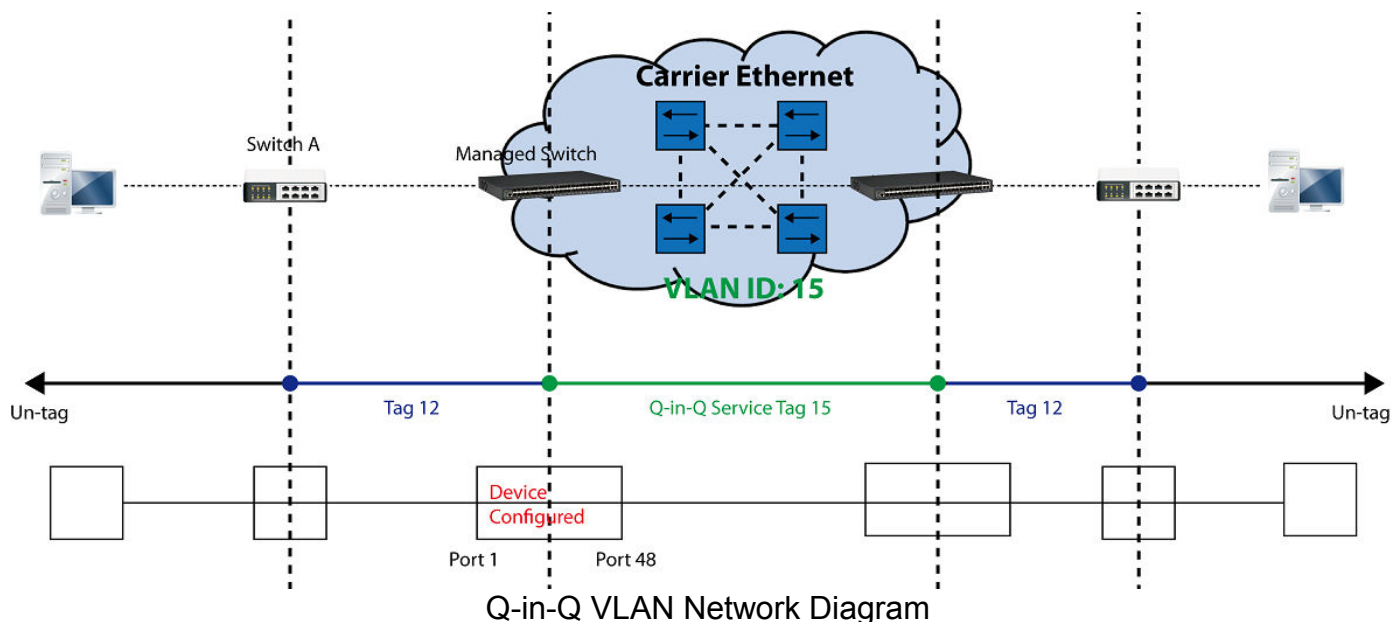 Carrier Ethernet
Switch A
Managed Switch
VLAN ID: 15
Un-tag
Tag 12
Q-in-Q Service Tag 15
Tag 12
Un-tag
Device
Configured
Port 1
Port 48
Q-in-Q VLAN Network Diagram